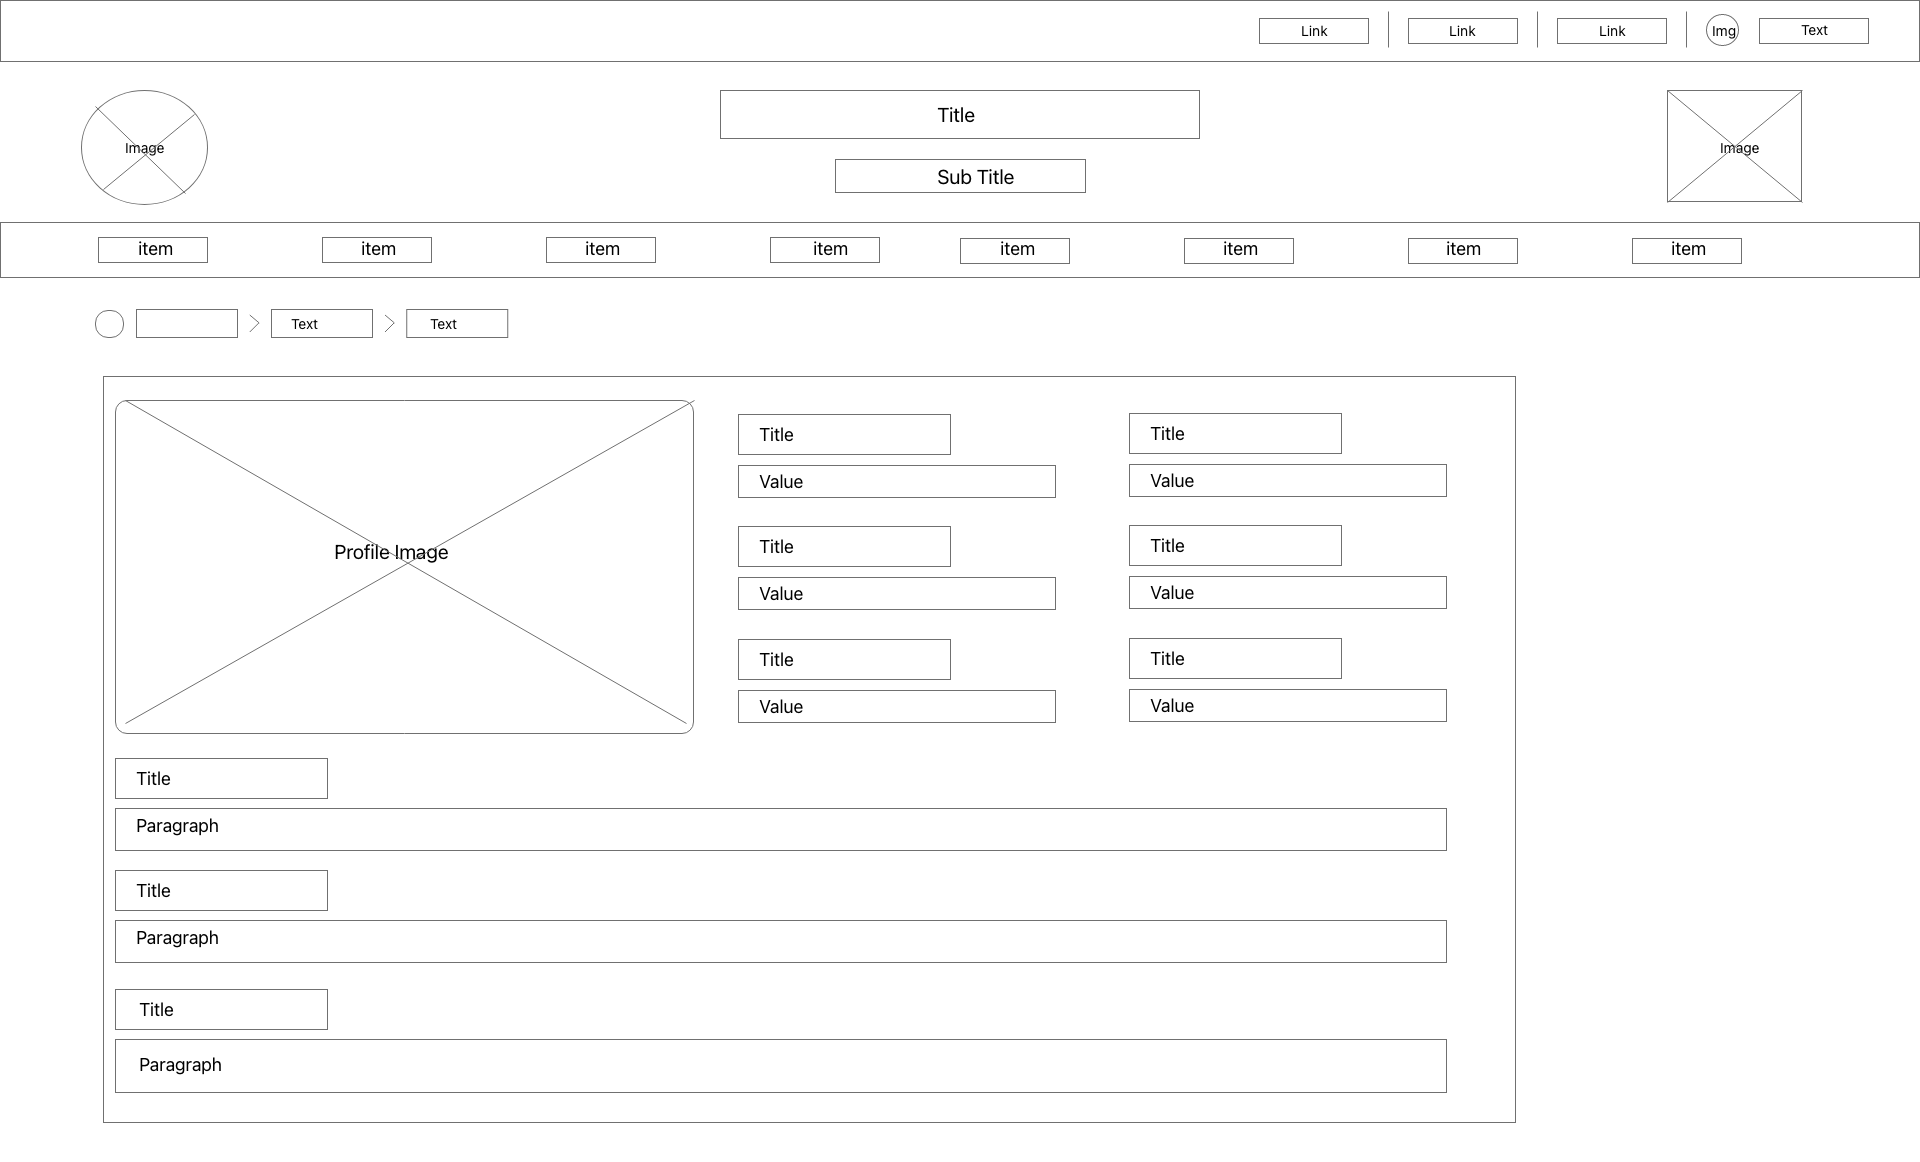 Link Link Link Img Text
Title
Image Image
Sub Title
item item item item item item item item
Text Text
Title Title
Value Value
Title Title
Profile Image
Value Value
Title Title
Value Value
Title
Paragraph
Title
Paragraph
Title
Paragraph